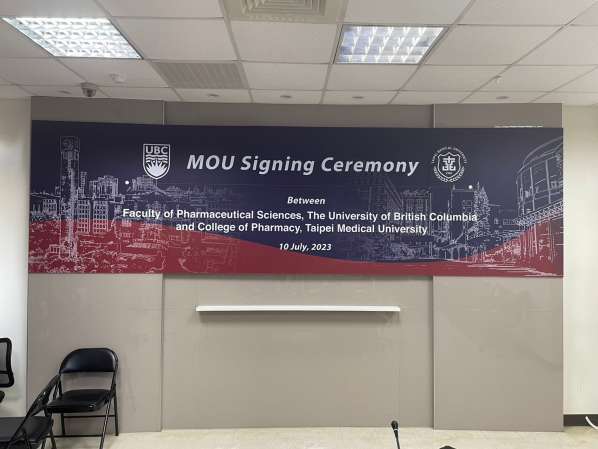 UBC
MOU Signing Ceremony
Between
Faculty of Pharmaceutical Sciences, The University of British Columbia
and College of Pharmacy, Taipei Medical University
10 July, 2023